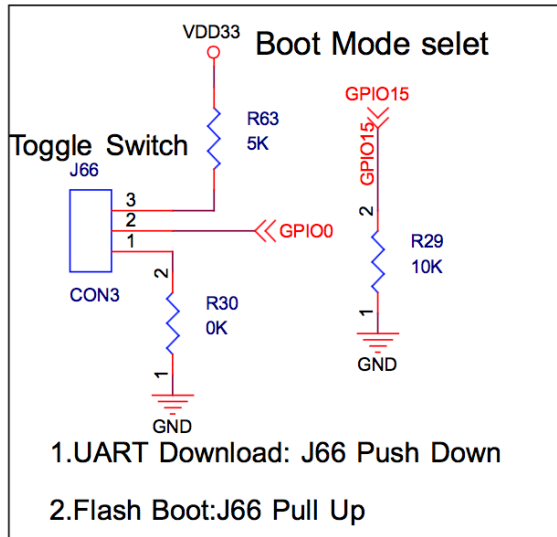 VDD33
Boot Mode selet
R63
5K
Toggle Switch
J66
3
2
1
GPIO0
CON3
2
R30
0K
1
GND
GPIO15
GPIO15
2
R29
10K
1
GND
1.UART Download: J66 Push Down
2.Flash Boot:J66 Pull Up